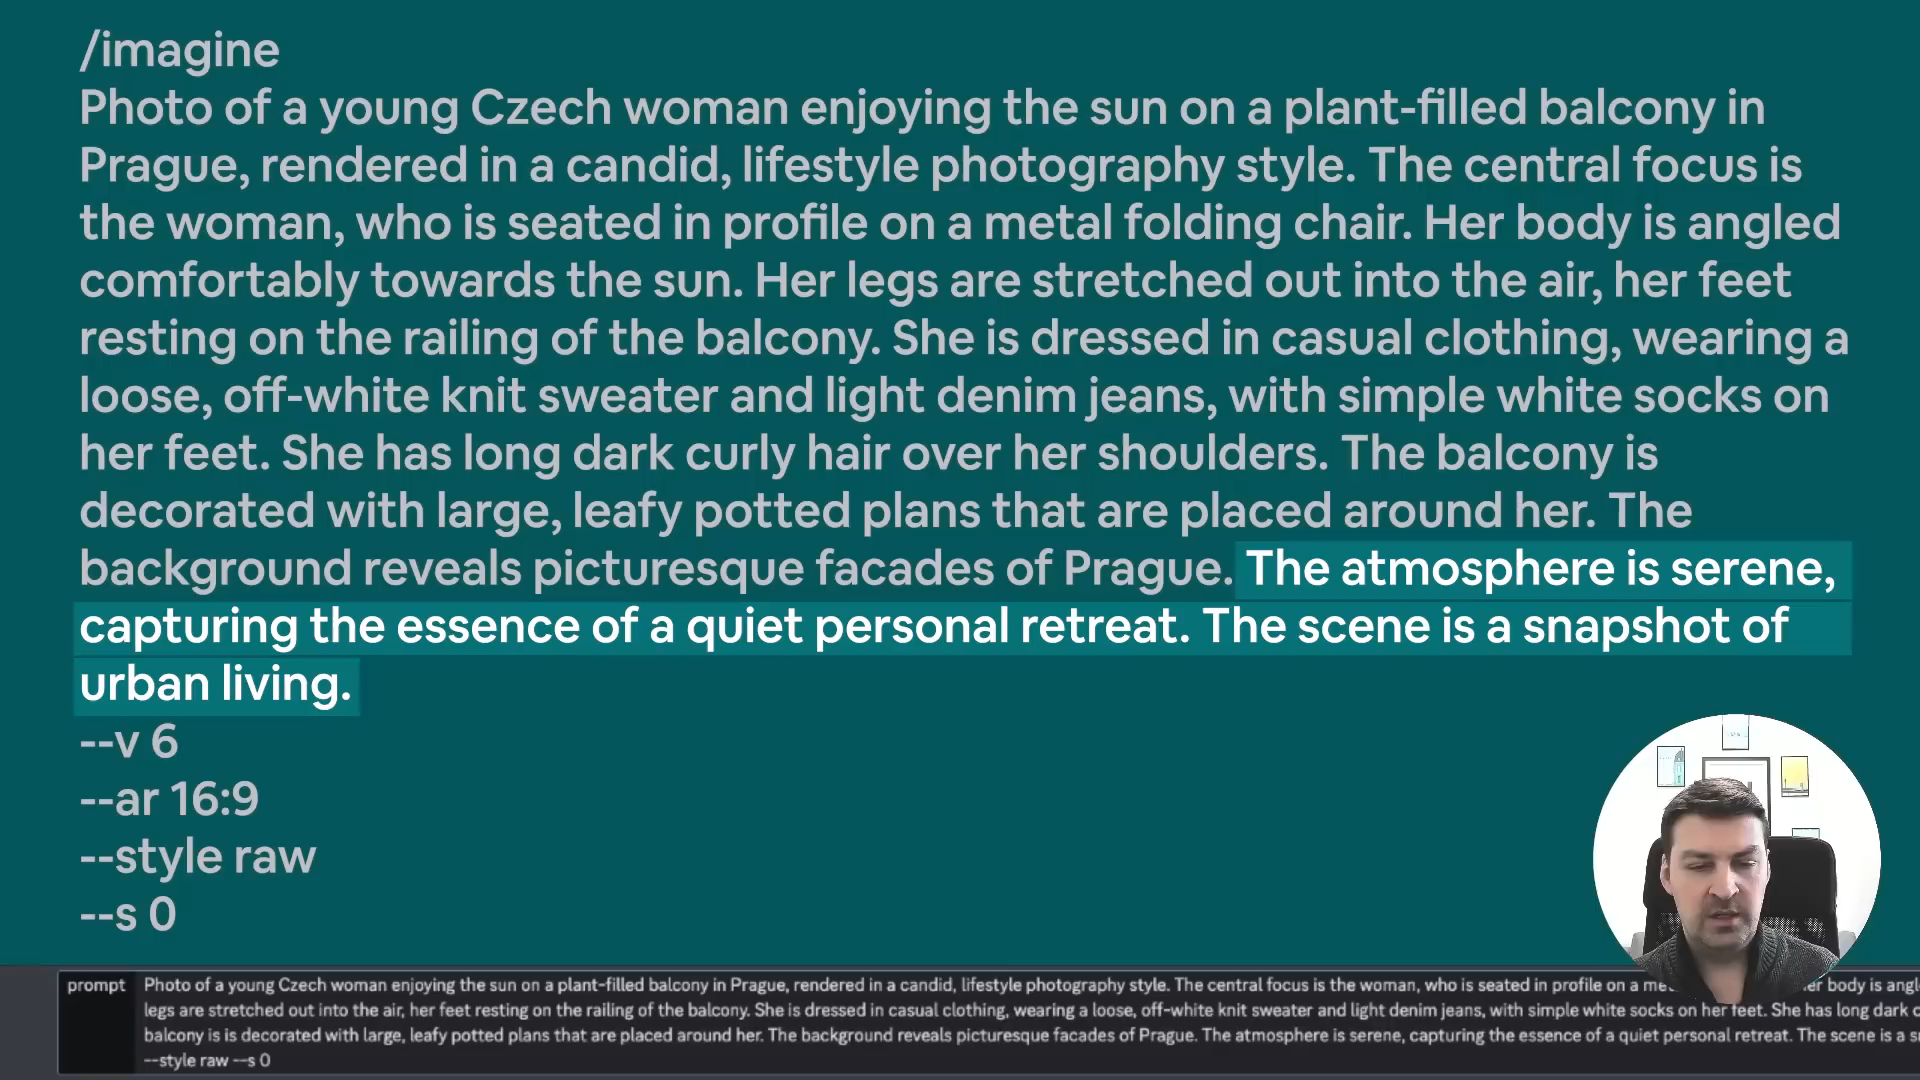 /imagine
Photo of a young Czech woman enjoying the sun on a plant-filled balcony in
Prague, rendered in a candid, lifestyle photography style. The central focus is
the woman, who is seated in profile on a metal folding chair. Her body is angled
comfortably towards the sun. Her legs are stretched out into the air, her feet
resting on the railing of the balcony. She is dressed in casual clothing, wearing a
loose, off-white knit sweater and light denim jeans, with simple white socks on
her feet. She has long dark curly hair over her shoulders. The balcony is
decorated with large, leafy potted plans that are placed around her. The
background reveals picturesque facades of Prague. The atmosphere is serene,
capturing the essence of a quiet personal retreat. The scene is a snapshot of
urban living.
--v 6
--ar 16:9
--style raw
--s 0
prompt Photo of a young Czech woman enjoying the sun on a plant-filled balcony in Prague, rendered in a candid, lifestyle photography style. The central focus is the woman, who is seated in profile on a body is
legs are stretched out into the air, her feet resting on the railing of the balcony. She is dressed in casual clothing, wearing a loose, off-white knit sweater and light denim jeans, with simple white socks on her feet. She has long dark
balcony is is decorated with large, leafy potted plans that are placed around her. The background reveals picturesque facades of Prague. The atmosphere is serene, capturing the essence of a quiet personal retreat. The scene is a
--style raw --s 0